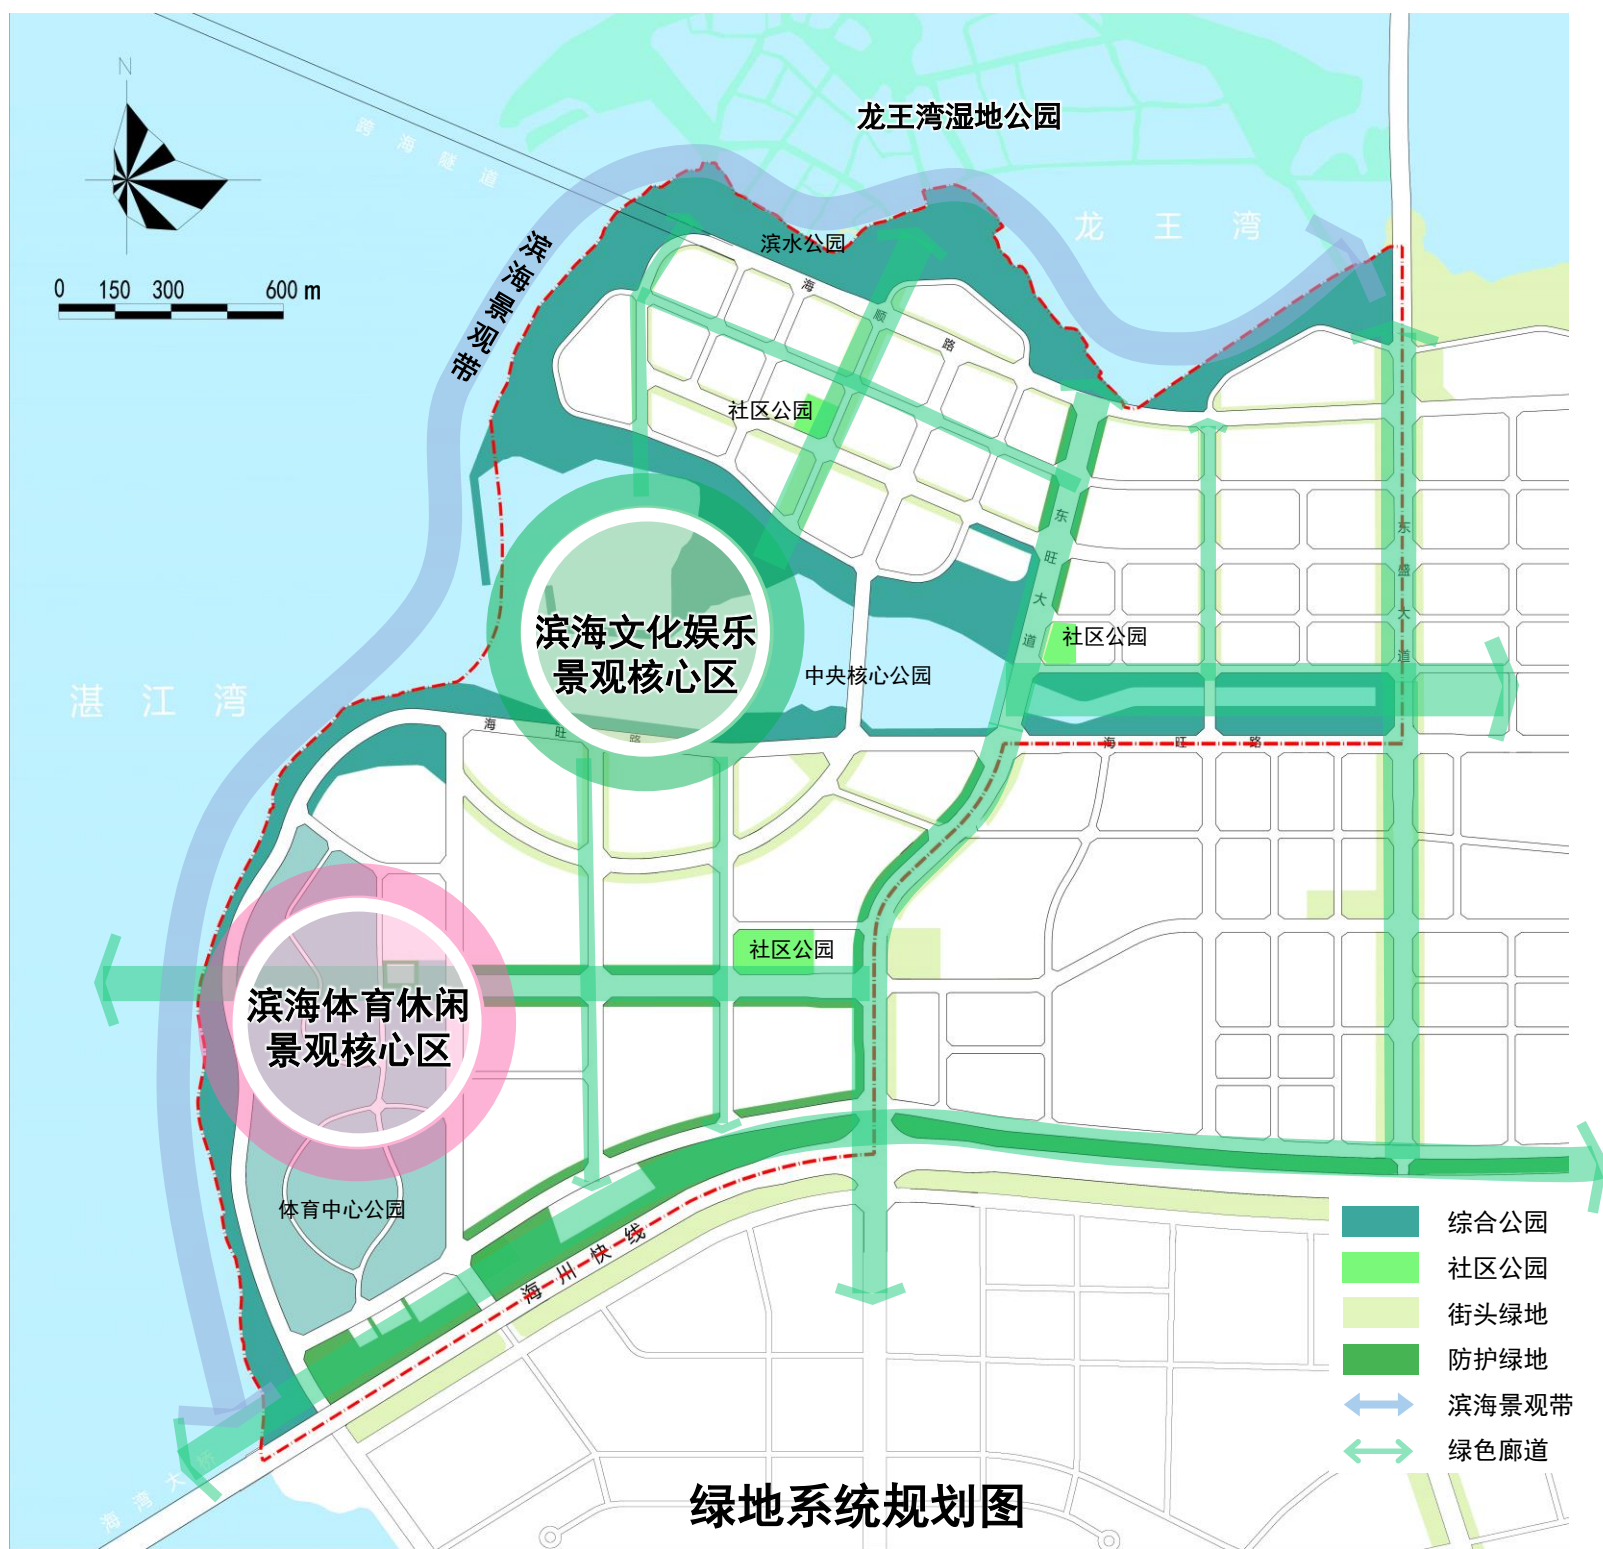 N
跨海隧道
龙王湾湿地公园
龙王湾
滨水公园
滨海景观带
0 150 300 600 m
海顺路
社区公园
东旺大道
东盛大道
社区公园
滨海文化娱乐
景观核心区
中央核心公园
湛江湾
海旺路
海旺路
社区公园
滨海体育休闲
景观核心区
体育中心公园
海州快线
综合公园
社区公园
街头绿地
防护绿地
滨海景观带
绿色廊道
海湾大桥
绿地系统规划图